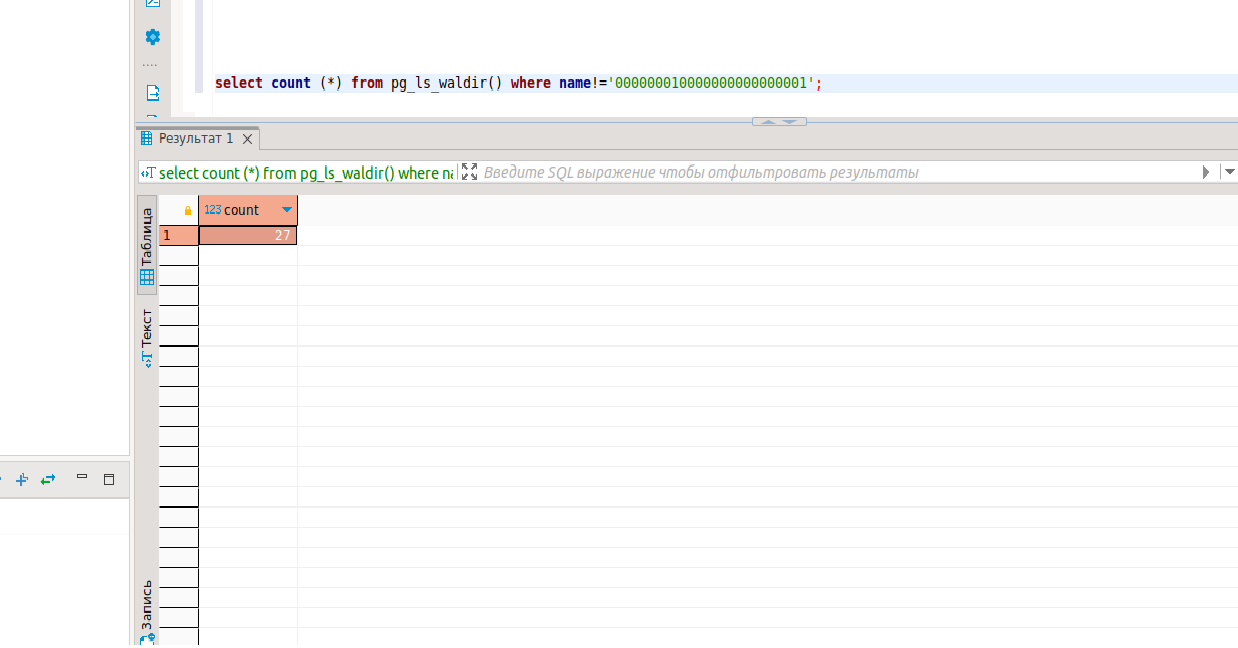 select count (*) from pg_ls_waldir() where name!='000000010000000000000001';
Результат 1
select count (*) from pg_ls_waldir() where na
Введите SQL выражение чтобы отфильтровать результаты
Таблица
123 count
1 27
Текст
Запись